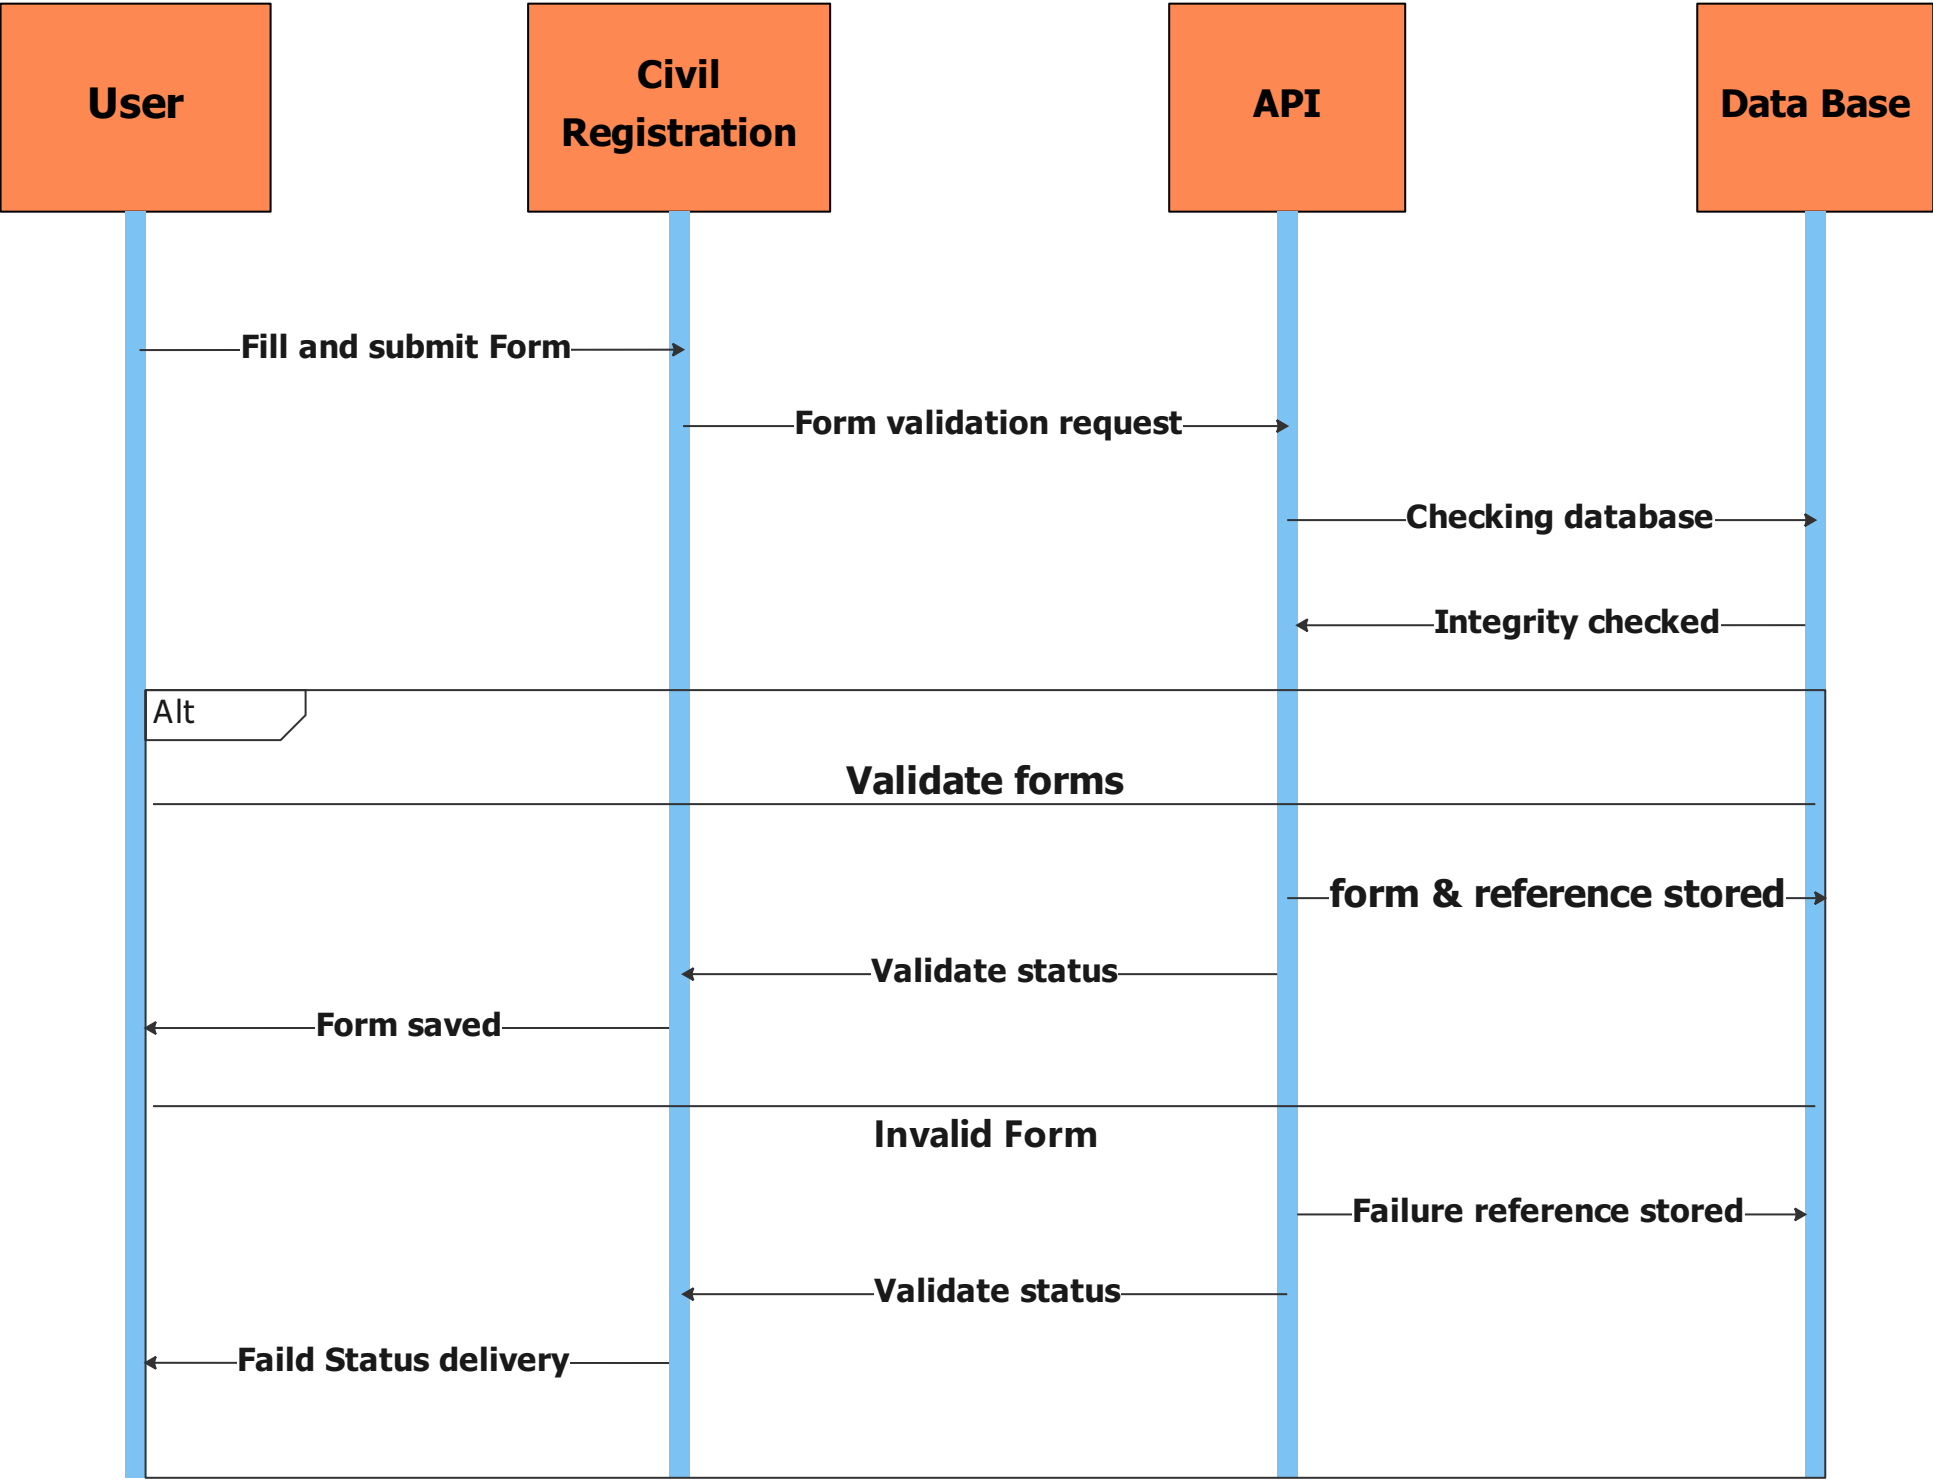 User
Civil
Registration
API
Data Base
Fill and submit Form
Form validation request
Checking database
Integrity checked
Alt
Validate forms
form & reference stored
Validate status
Form saved
Invalid Form
Failure reference stored
Validate status
Faild Status delivery